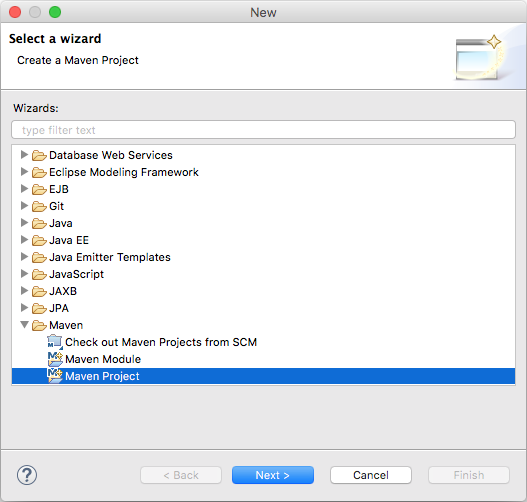 New
Select a wizard
Create a Maven Project
Wizards:
type filter text
Database Web Services
Eclipse Modeling Framework
EJB
Git
Java
Java EE
Java Emitter Templates
JavaScript
JAXB
JPA
Maven
Check out Maven Projects from SCM
Maven Module
Maven Project
? < Back Next > Cancel Finish